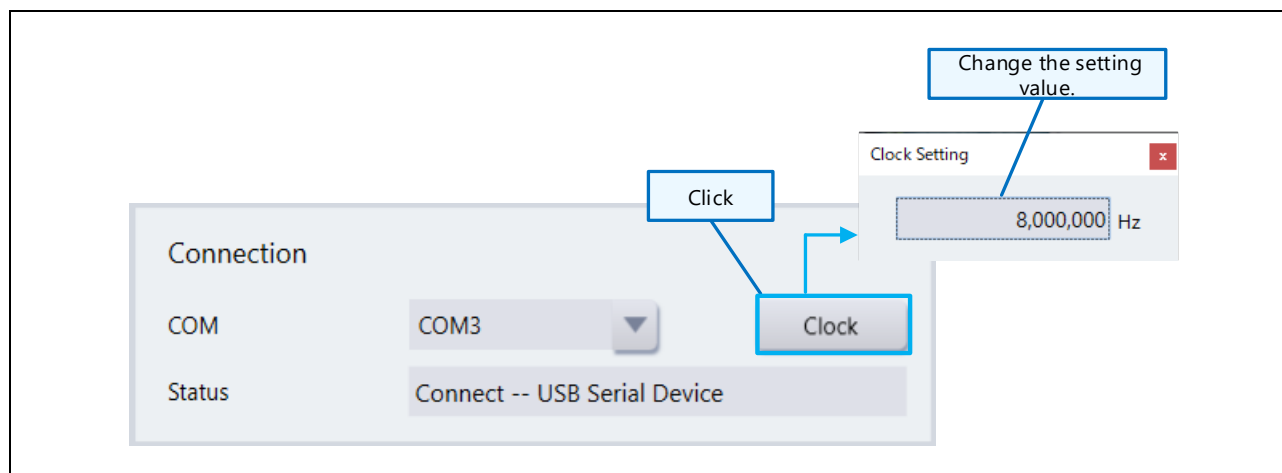 Change the setting
value.
Clock Setting
x
Click
8,000,000 Hz
Connection
COM COM3 Clock
Status Connect -- USB Serial Device